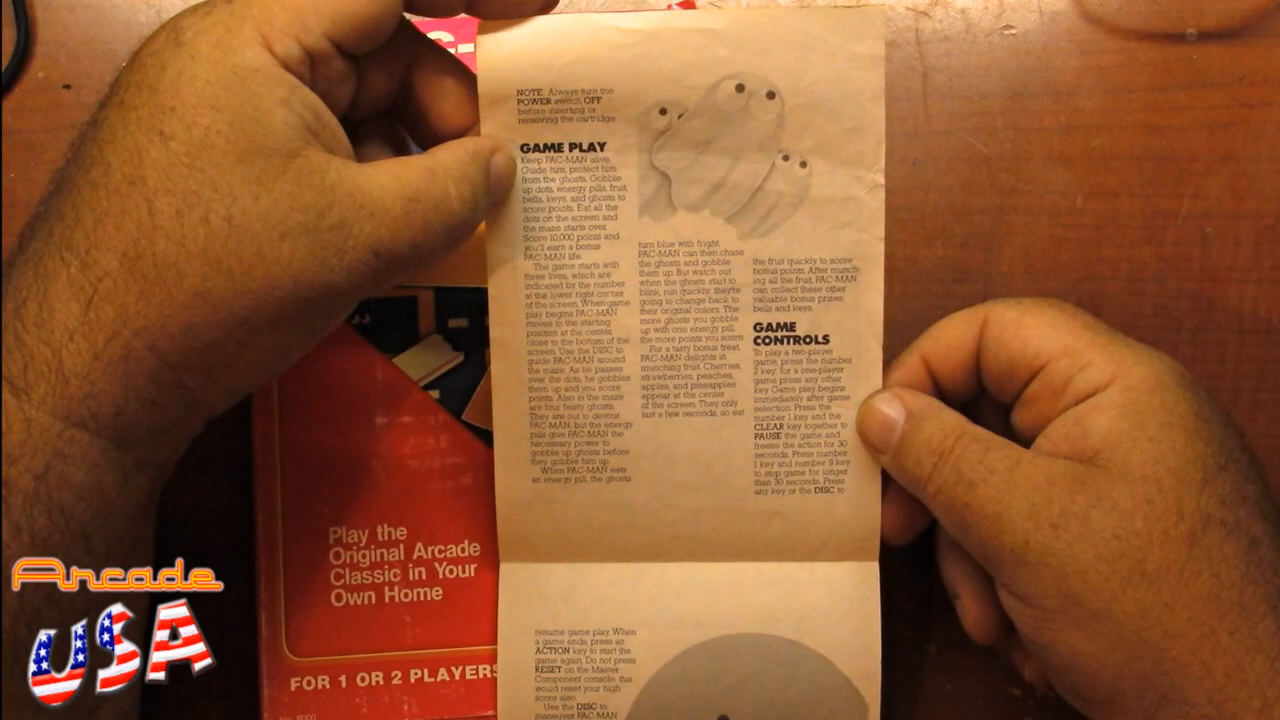 C-
NOTE: Always turn the
POWER switch OFF
before inserting or
removing the cartridge.
GAME PLAY
Keep PAC-MAN alive.
Guide him, protect him
from the ghosts. Gobble
up dots, energy pills, fruit,
bells, keys, and ghosts to
score points. Eat all the
dots on the screen and
the maze starts over.
Score 10,000 points and
you'll earn a bonus
PAC-MAN life.
The game starts with
three lives, which are
indicated by the number
at the lower right corner
of the screen. When game
play begins PAC-MAN
moves to the starting
position at the center,
close to the bottom of the
screen. Use the DISC to
guide PAC-MAN around
the maze. As he passes
over the dots, he gobbles
them up and you score
points. Also in the maze
are four feisty ghosts.
They are out to devour
PAC-MAN, but the energy
pills give PAC-MAN the
necessary power to
gobble up ghosts before
they gobble him up.
When PAC-MAN eats
an energy pill, the ghosts
turn blue with fright.
PAC-MAN can then chase
the ghosts and gobble
them up. But watch out
when the ghosts start to
blink, run quickly: they're
going to change back to
their original colors. The
more ghosts you gobble
up with one energy pill,
the more points you score.
For a tasty bonus treat,
PAC-MAN delights in
munching fruit. Cherries,
strawberries, peaches,
apples, and pineapples
appear at the center
of the screen. They only
last a few seconds, so eat
the fruit quickly to score
bonus points. After munch-
ing all the fruit, PAC-MAN
can collect these other
valuable bonus prizes:
bells and keys.
GAME
CONTROLS
To play a two-player
game, press the number
2 key; for a one-player
game press any other
key. Game play begins
immediately after game
selection. Press the
number 1 key and the
CLEAR key together to
PAUSE the game and
freeze the action for 30
seconds. Press number
1 key and number 9 key
to stop game for longer
than 30 seconds. Press
any key or the DISC to
resume game play. When
a game ends, press an
ACTION key to start the
game again. Do not press
RESET on the Master
Component console: this
would reset your high
score also.
Use the DISC to
maneuver PAC-MAN
Play the
Original Arcade
Classic in Your
Own Home
FOR 1 OR 2 PLAYERS
No. 8000
Arcade
USA